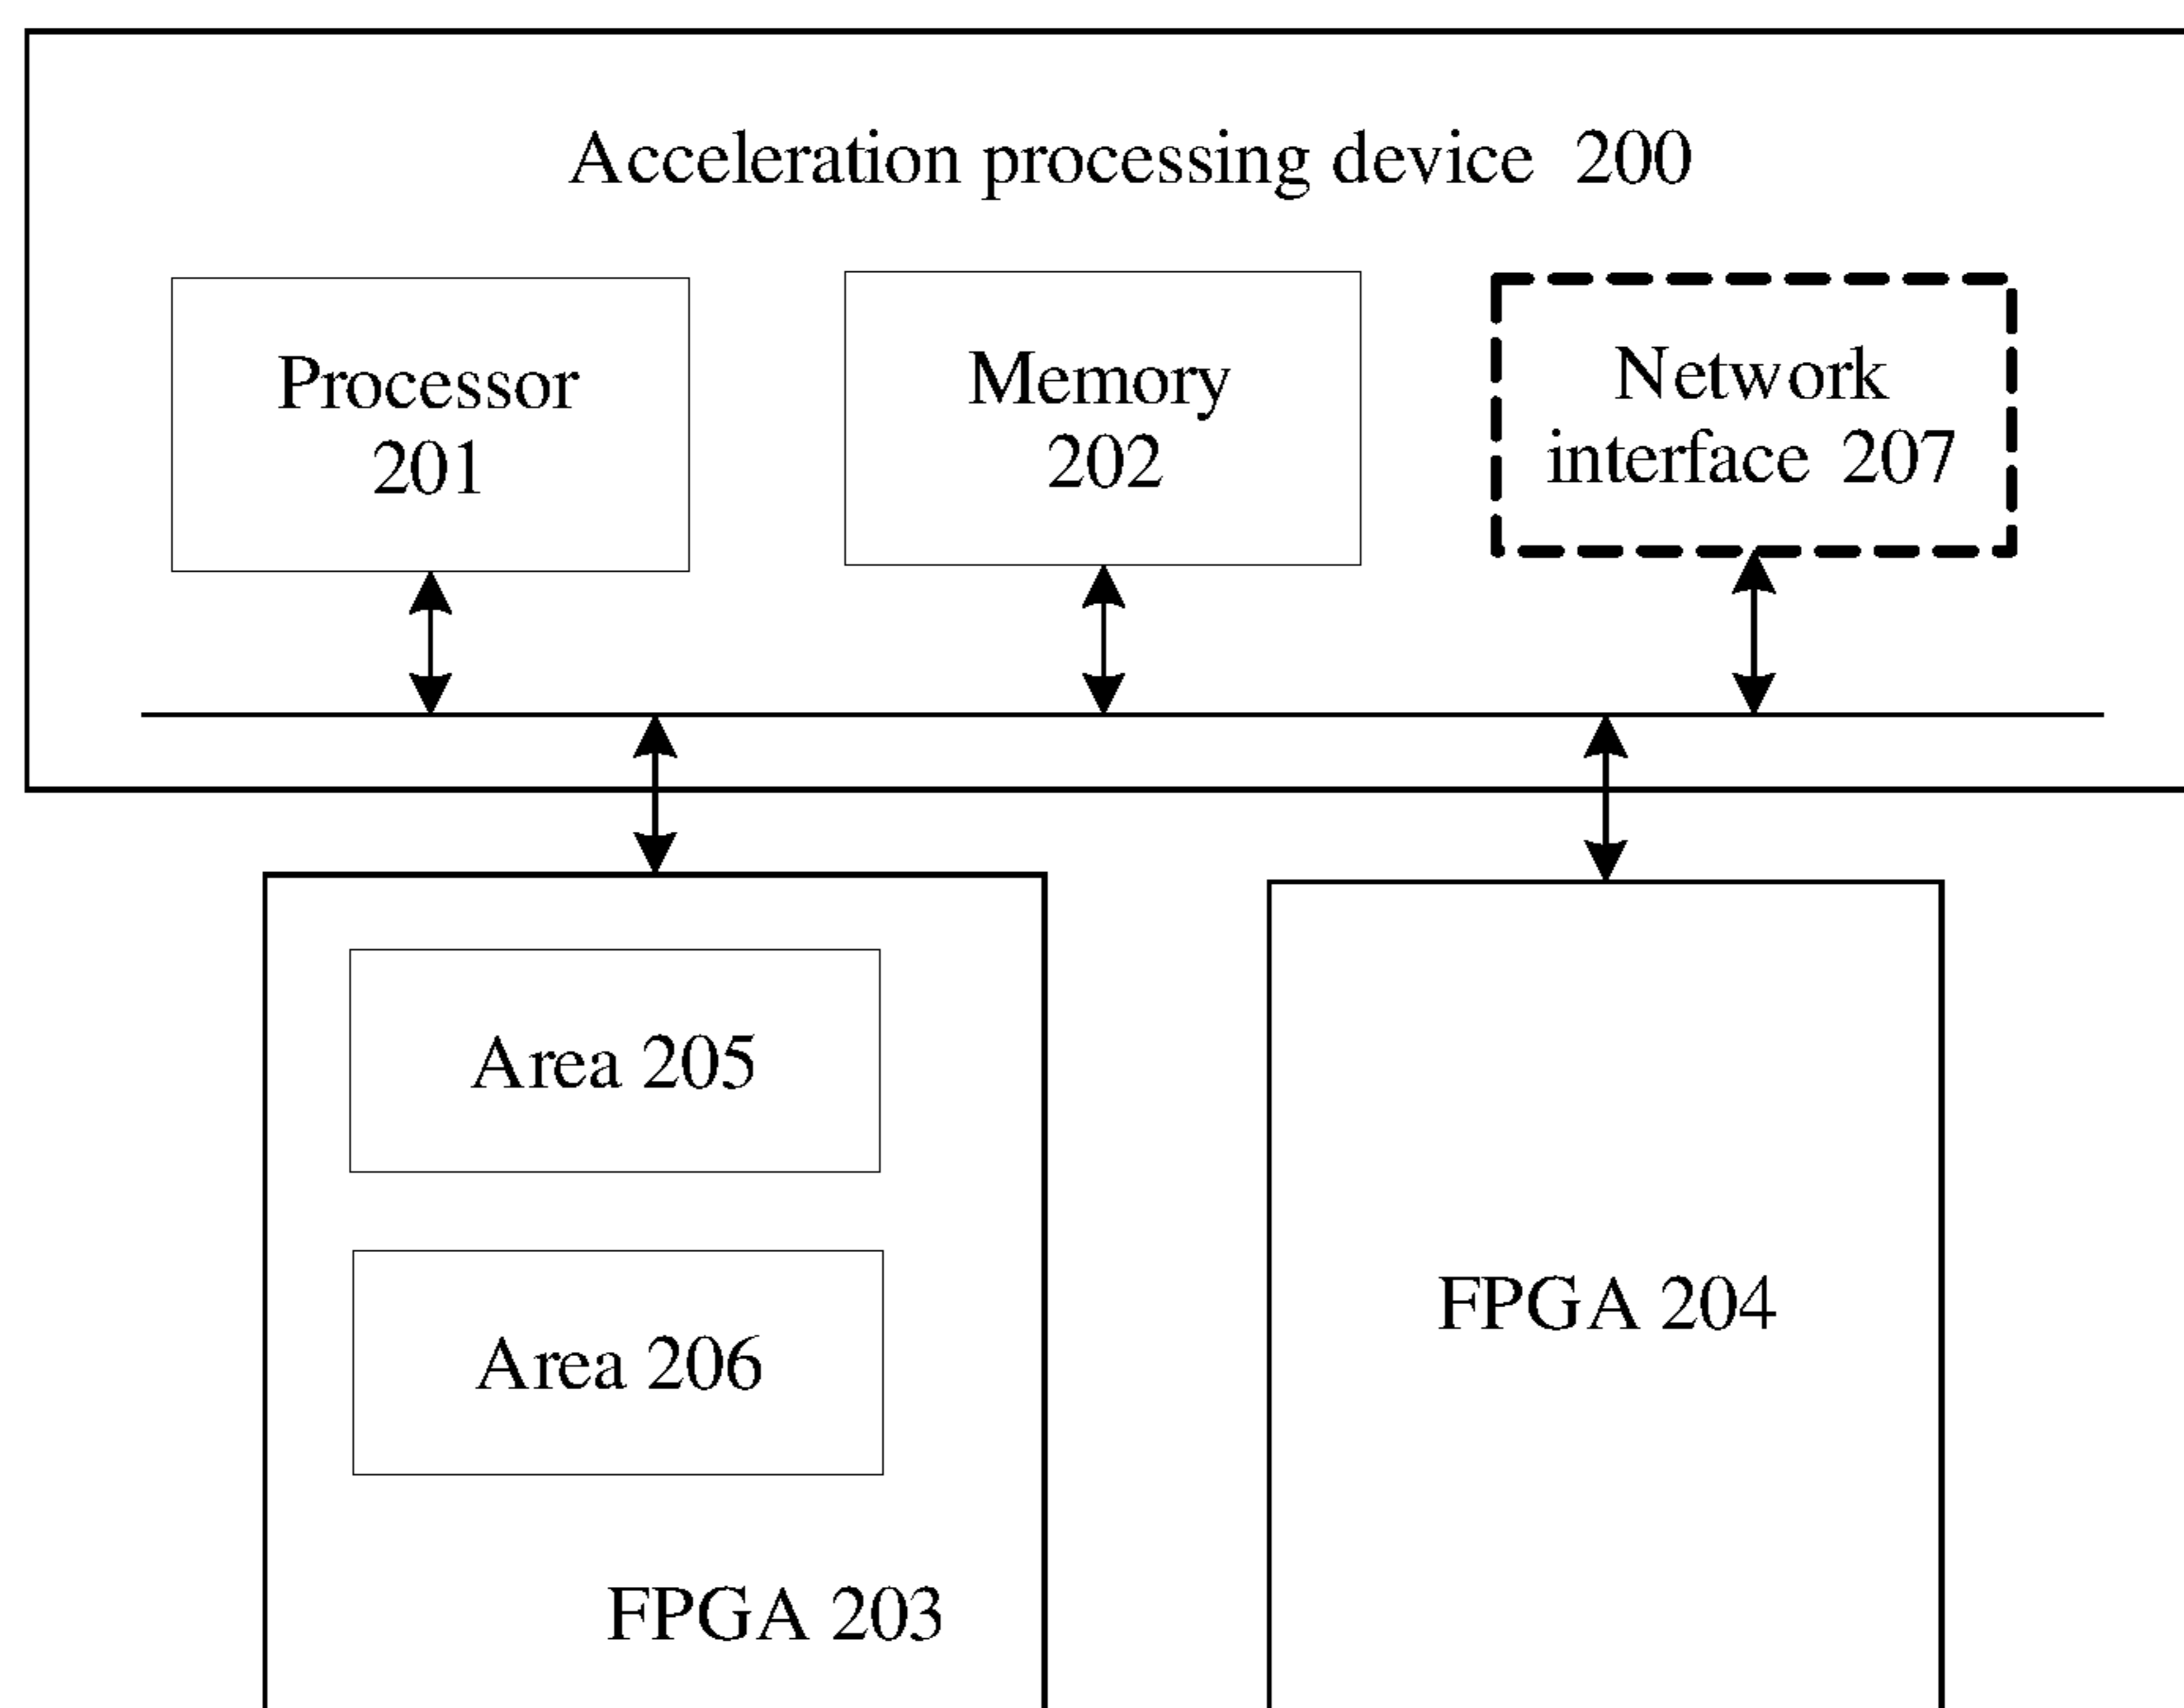 Acceleration processing device 200
Processor
201
Memory
202
Network
interface 207
Area 205
Area 206
FPGA 203
FPGA 204